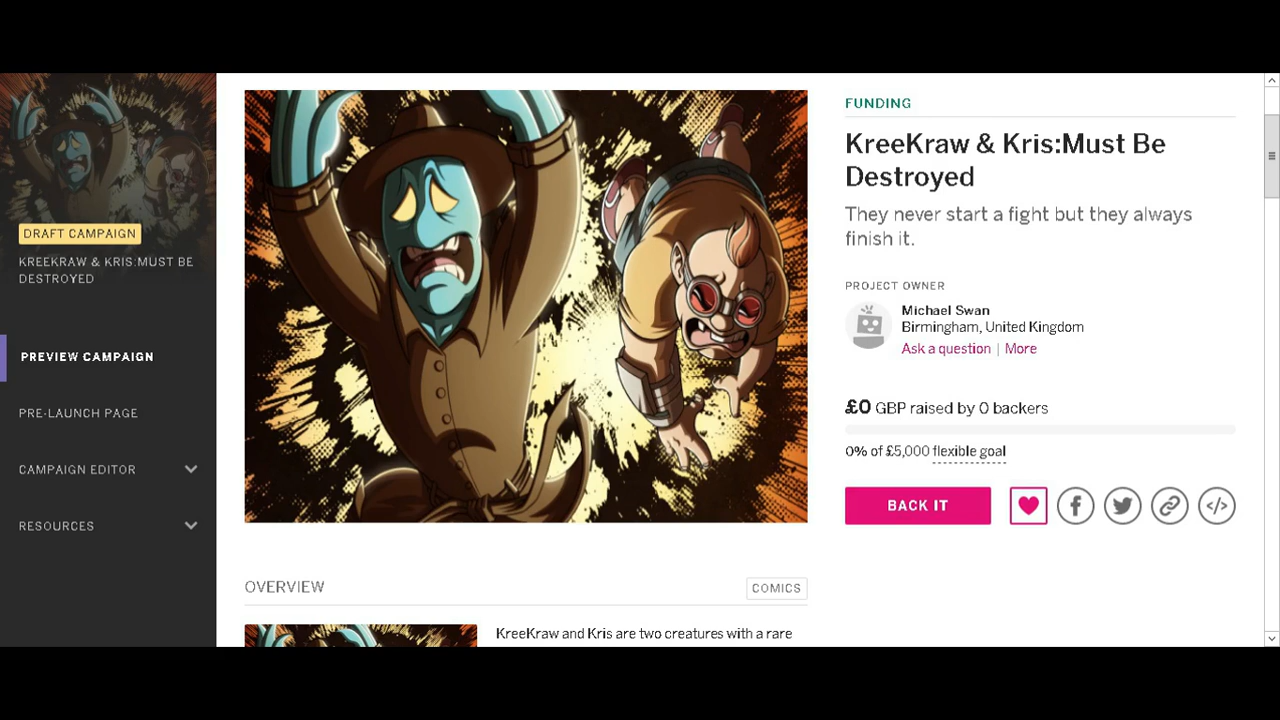 DRAFT CAMPAIGN
KREEKRAW & KRIS:MUST BE
DESTROYED
PREVIEW CAMPAIGN
PRE-LAUNCH PAGE
CAMPAIGN EDITOR
RESOURCES
FUNDING
KreeKraw & Kris:Must Be
Destroyed
They never start a fight but they always
finish it.
PROJECT OWNER
Michael Swan
Birmingham, United Kingdom
Ask a question | More
£0 GBP raised by 0 backers
0% of £5,000 flexible goal
BACK IT
OVERVIEW
COMICS
KreeKraw and Kris are two creatures with a rare